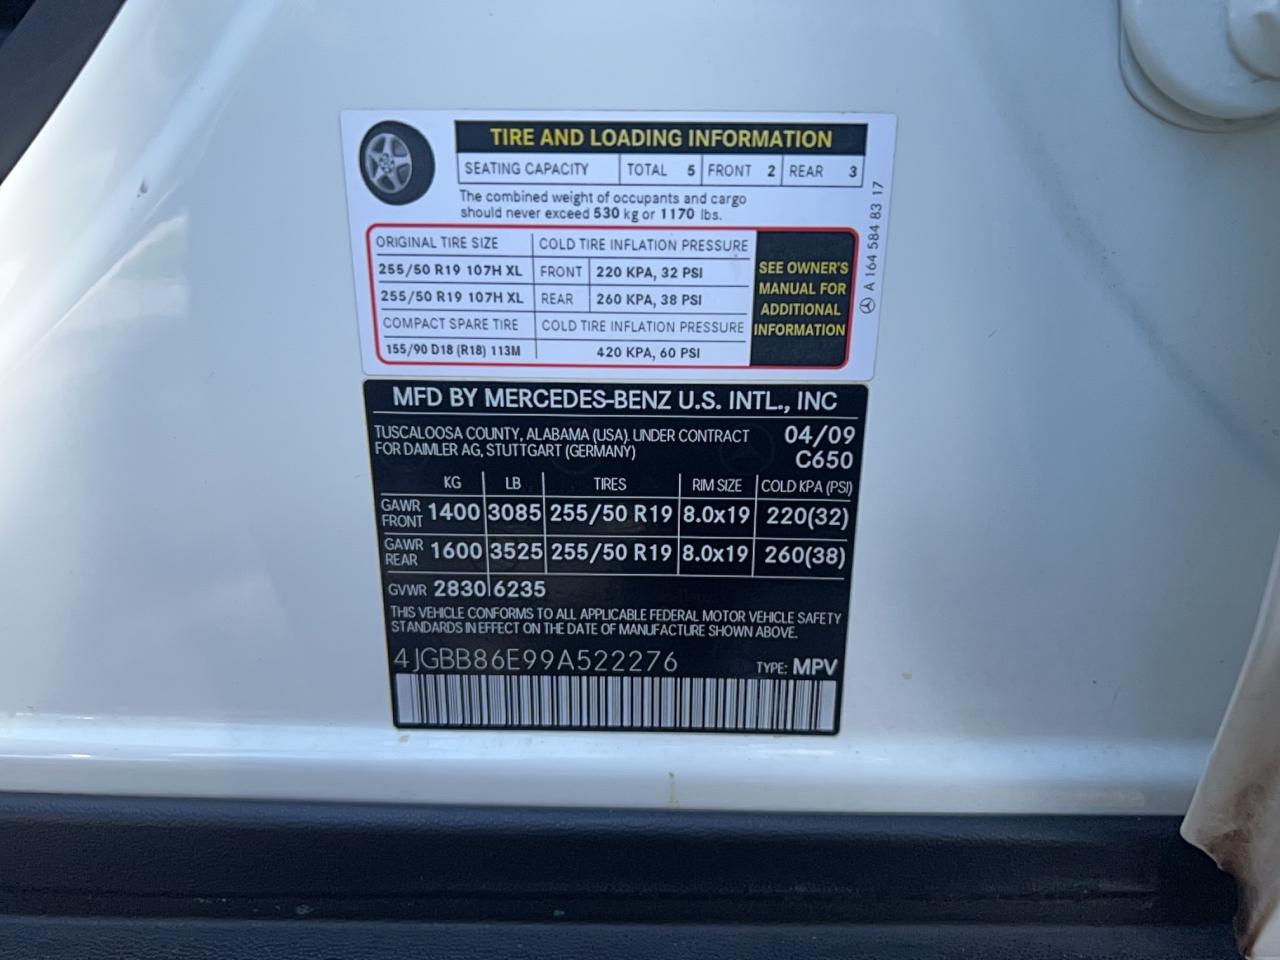 TIRE AND LOADING INFORMATION
SEATING CAPACITY TOTAL 5 FRONT 2 REAR 3
The combined weight of occupants and cargo
should never exceed 530 kg or 1170 lbs.
ORIGINAL TIRE SIZE COLD TIRE INFLATION PRESSURE
255/50 R19 107H XL FRONT 220 KPA, 32 PSI
255/50 R19 107H XL REAR 260 KPA, 38 PSI
COMPACT SPARE TIRE COLD TIRE INFLATION PRESSURE
155/90 D18 (R18) 113M 420 KPA, 60 PSI
SEE OWNER'S
MANUAL FOR
ADDITIONAL
INFORMATION
A 164 584 83 17
MFD BY MERCEDES-BENZ U.S. INTL., INC
TUSCALOOSA COUNTY, ALABAMA (USA). UNDER CONTRACT 04/09
FOR DAIMLER AG, STUTTGART (GERMANY) C650
KG LB TIRES RIM SIZE COLD KPA (PSI)
GAWR FRONT 1400 3085 255/50 R19 8.0x19 220(32)
GAWR REAR 1600 3525 255/50 R19 8.0x19 260(38)
GVWR 2830 6235
THIS VEHICLE CONFORMS TO ALL APPLICABLE FEDERAL MOTOR VEHICLE SAFETY
STANDARDS IN EFFECT ON THE DATE OF MANUFACTURE SHOWN ABOVE.
4JGBB86E99A522276 TYPE: MPV